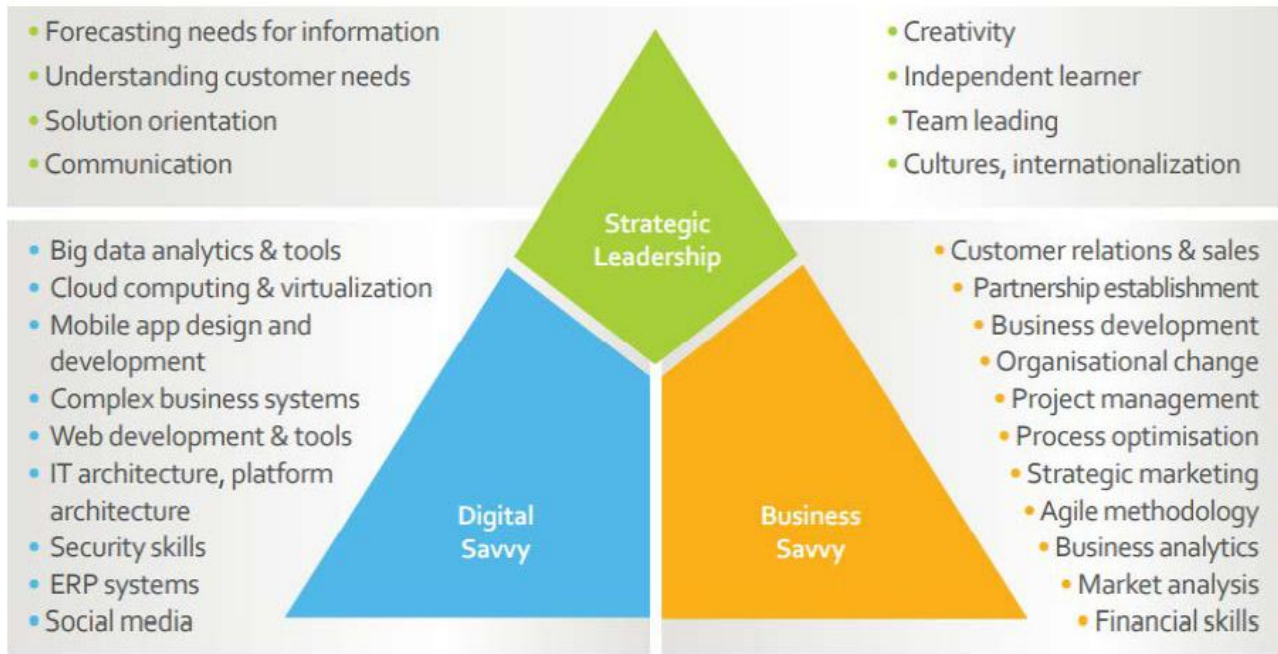 • Forecasting needs for information
• Understanding customer needs
• Solution orientation
• Communication
• Creativity
• Independent learner
• Team leading
• Cultures, internationalization
Strategic
Leadership
• Big data analytics & tools
• Cloud computing & virtualization
• Mobile app design and
development
• Complex business systems
• Web development & tools
• IT architecture, platform
architecture
• Security skills
• ERP systems
• Social media
Digital
Savvy
Business
Savvy
• Customer relations & sales
• Partnership establishment
• Business development
• Organisational change
• Project management
• Process optimisation
• Strategic marketing
• Agile methodology
• Business analytics
• Market analysis
• Financial skills